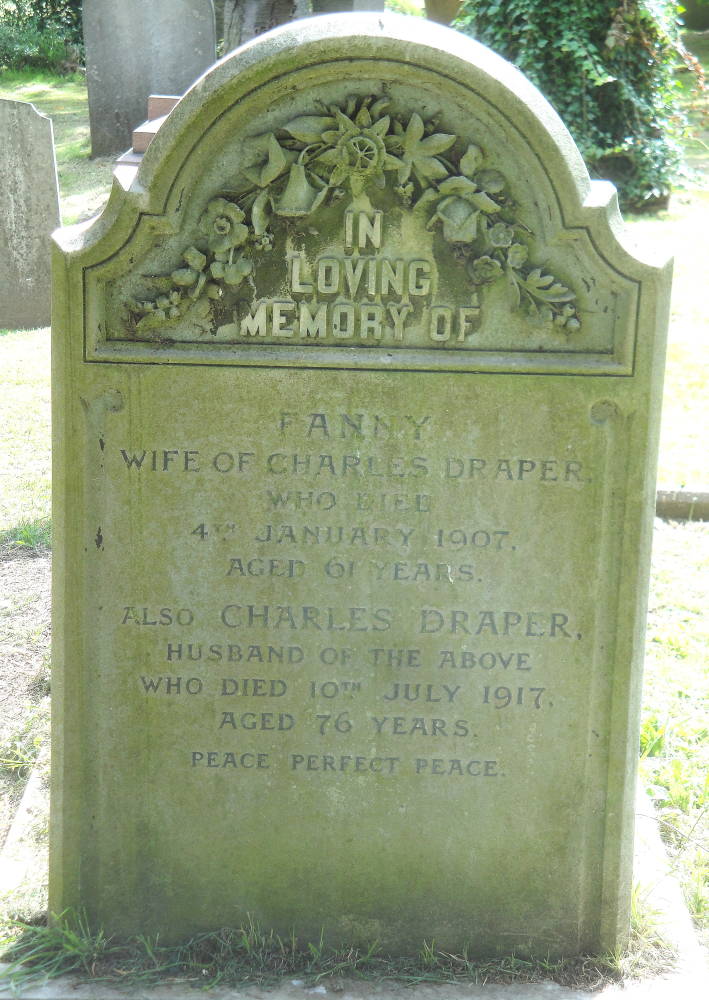 IN
LOVING
MEMORY OF
FANNY
WIFE OF CHARLES DRAPER.
WHO DIED
4TH JANUARY 1907,
AGED 61 YEARS.
ALSO CHARLES DRAPER,
HUSBAND OF THE ABOVE
WHO DIED 10TH JULY 1917,
AGED 76 YEARS.
PEACE PERFECT PEACE.